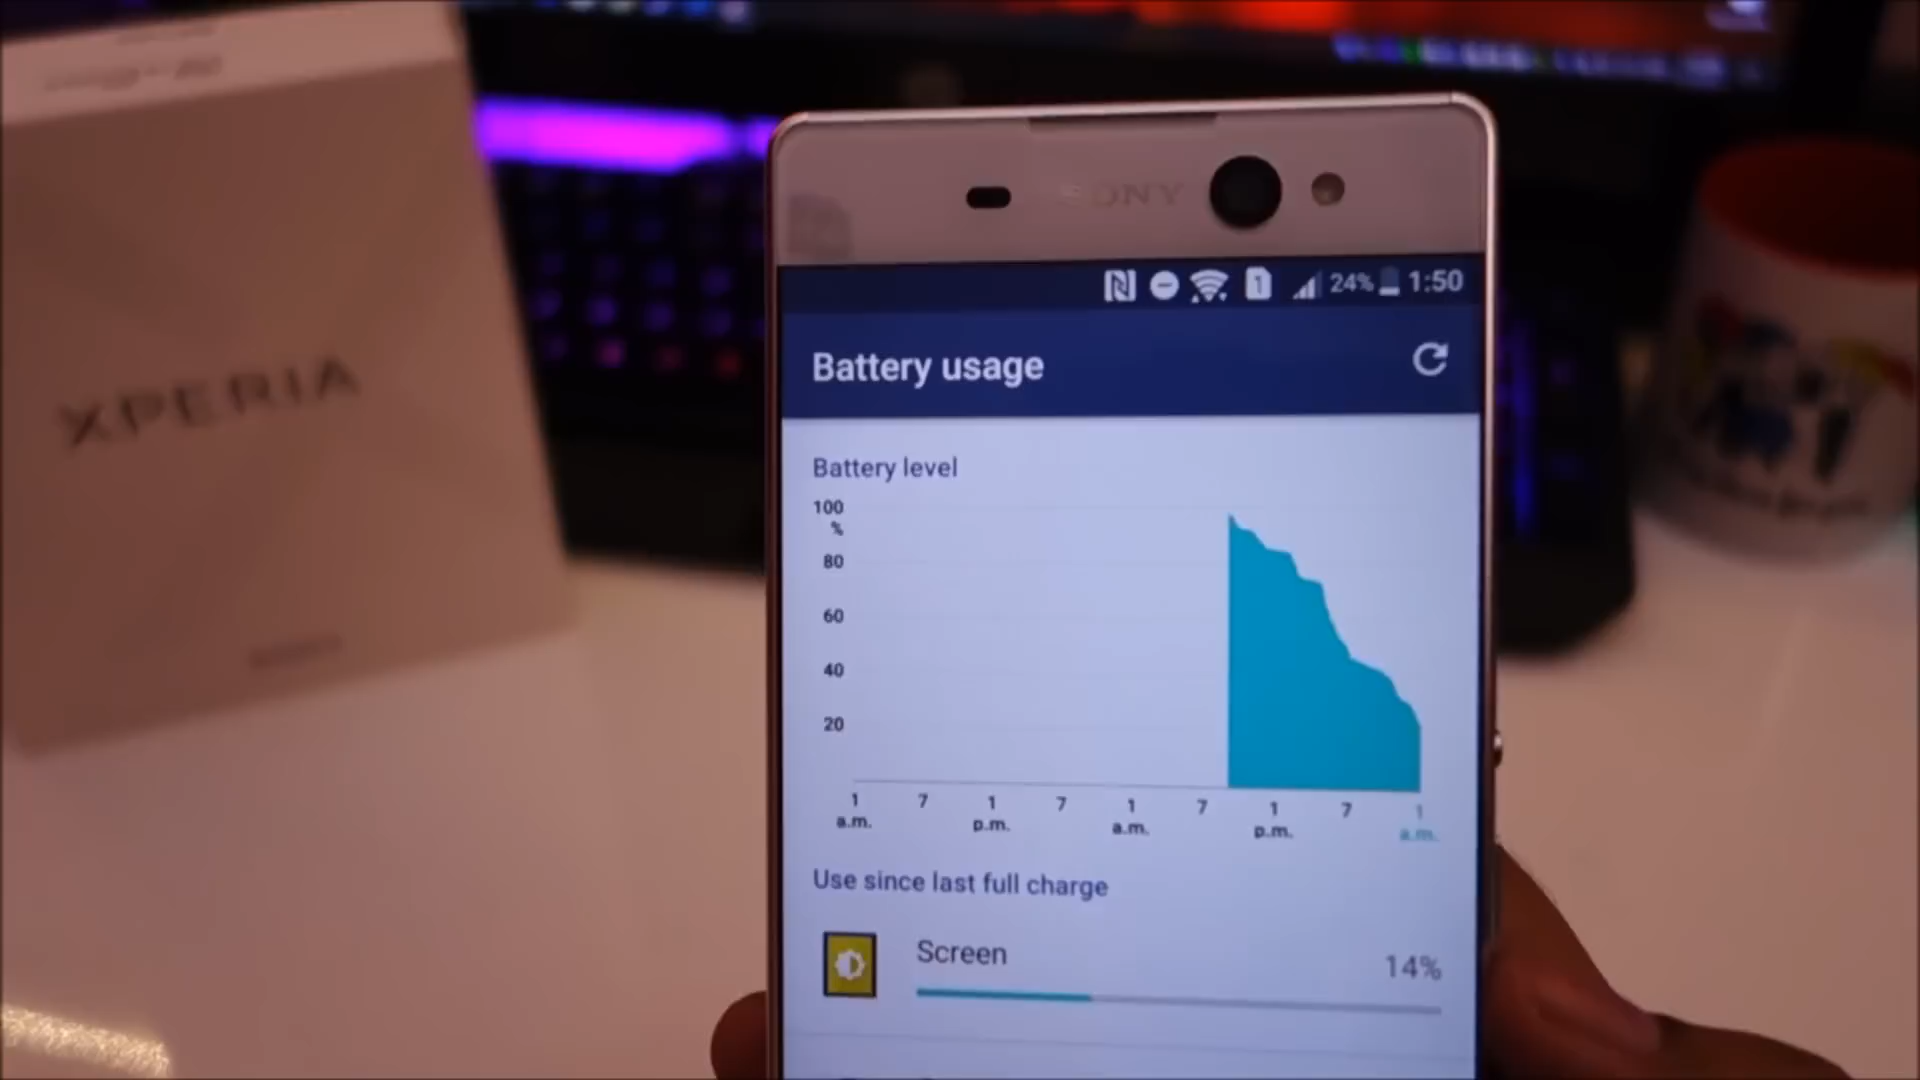 XPERIA
SONY
1 24% 1:50
Battery usage
Battery level
100
%
80
60
40
20
1 7 1 7 1 7 1 7 1
a.m. p.m. a.m. p.m. a.m.
Use since last full charge
Screen 14%